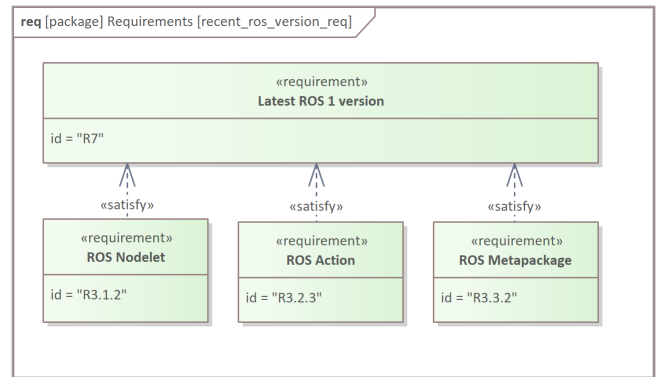 req [package] Requirements [recent_ros_version_req]
«requirement»
Latest ROS 1 version
id = "R7"
«satisfy» «satisfy» «satisfy»
«requirement» «requirement» «requirement»
ROS Nodelet ROS Action ROS Metapackage
id = "R3.1.2" id = "R3.2.3" id = "R3.3.2"